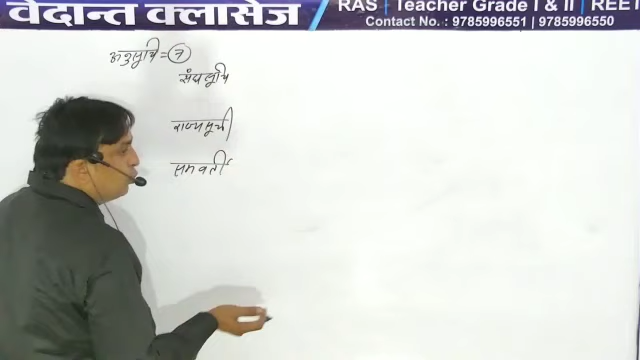 वेदान्त क्लासेज
RAS | Teacher Grade I & II | REET
Contact No. : 9785996551 | 9785996550
अनुसूचि = 7
संघसूचि
राज्यसूची
समवर्ती